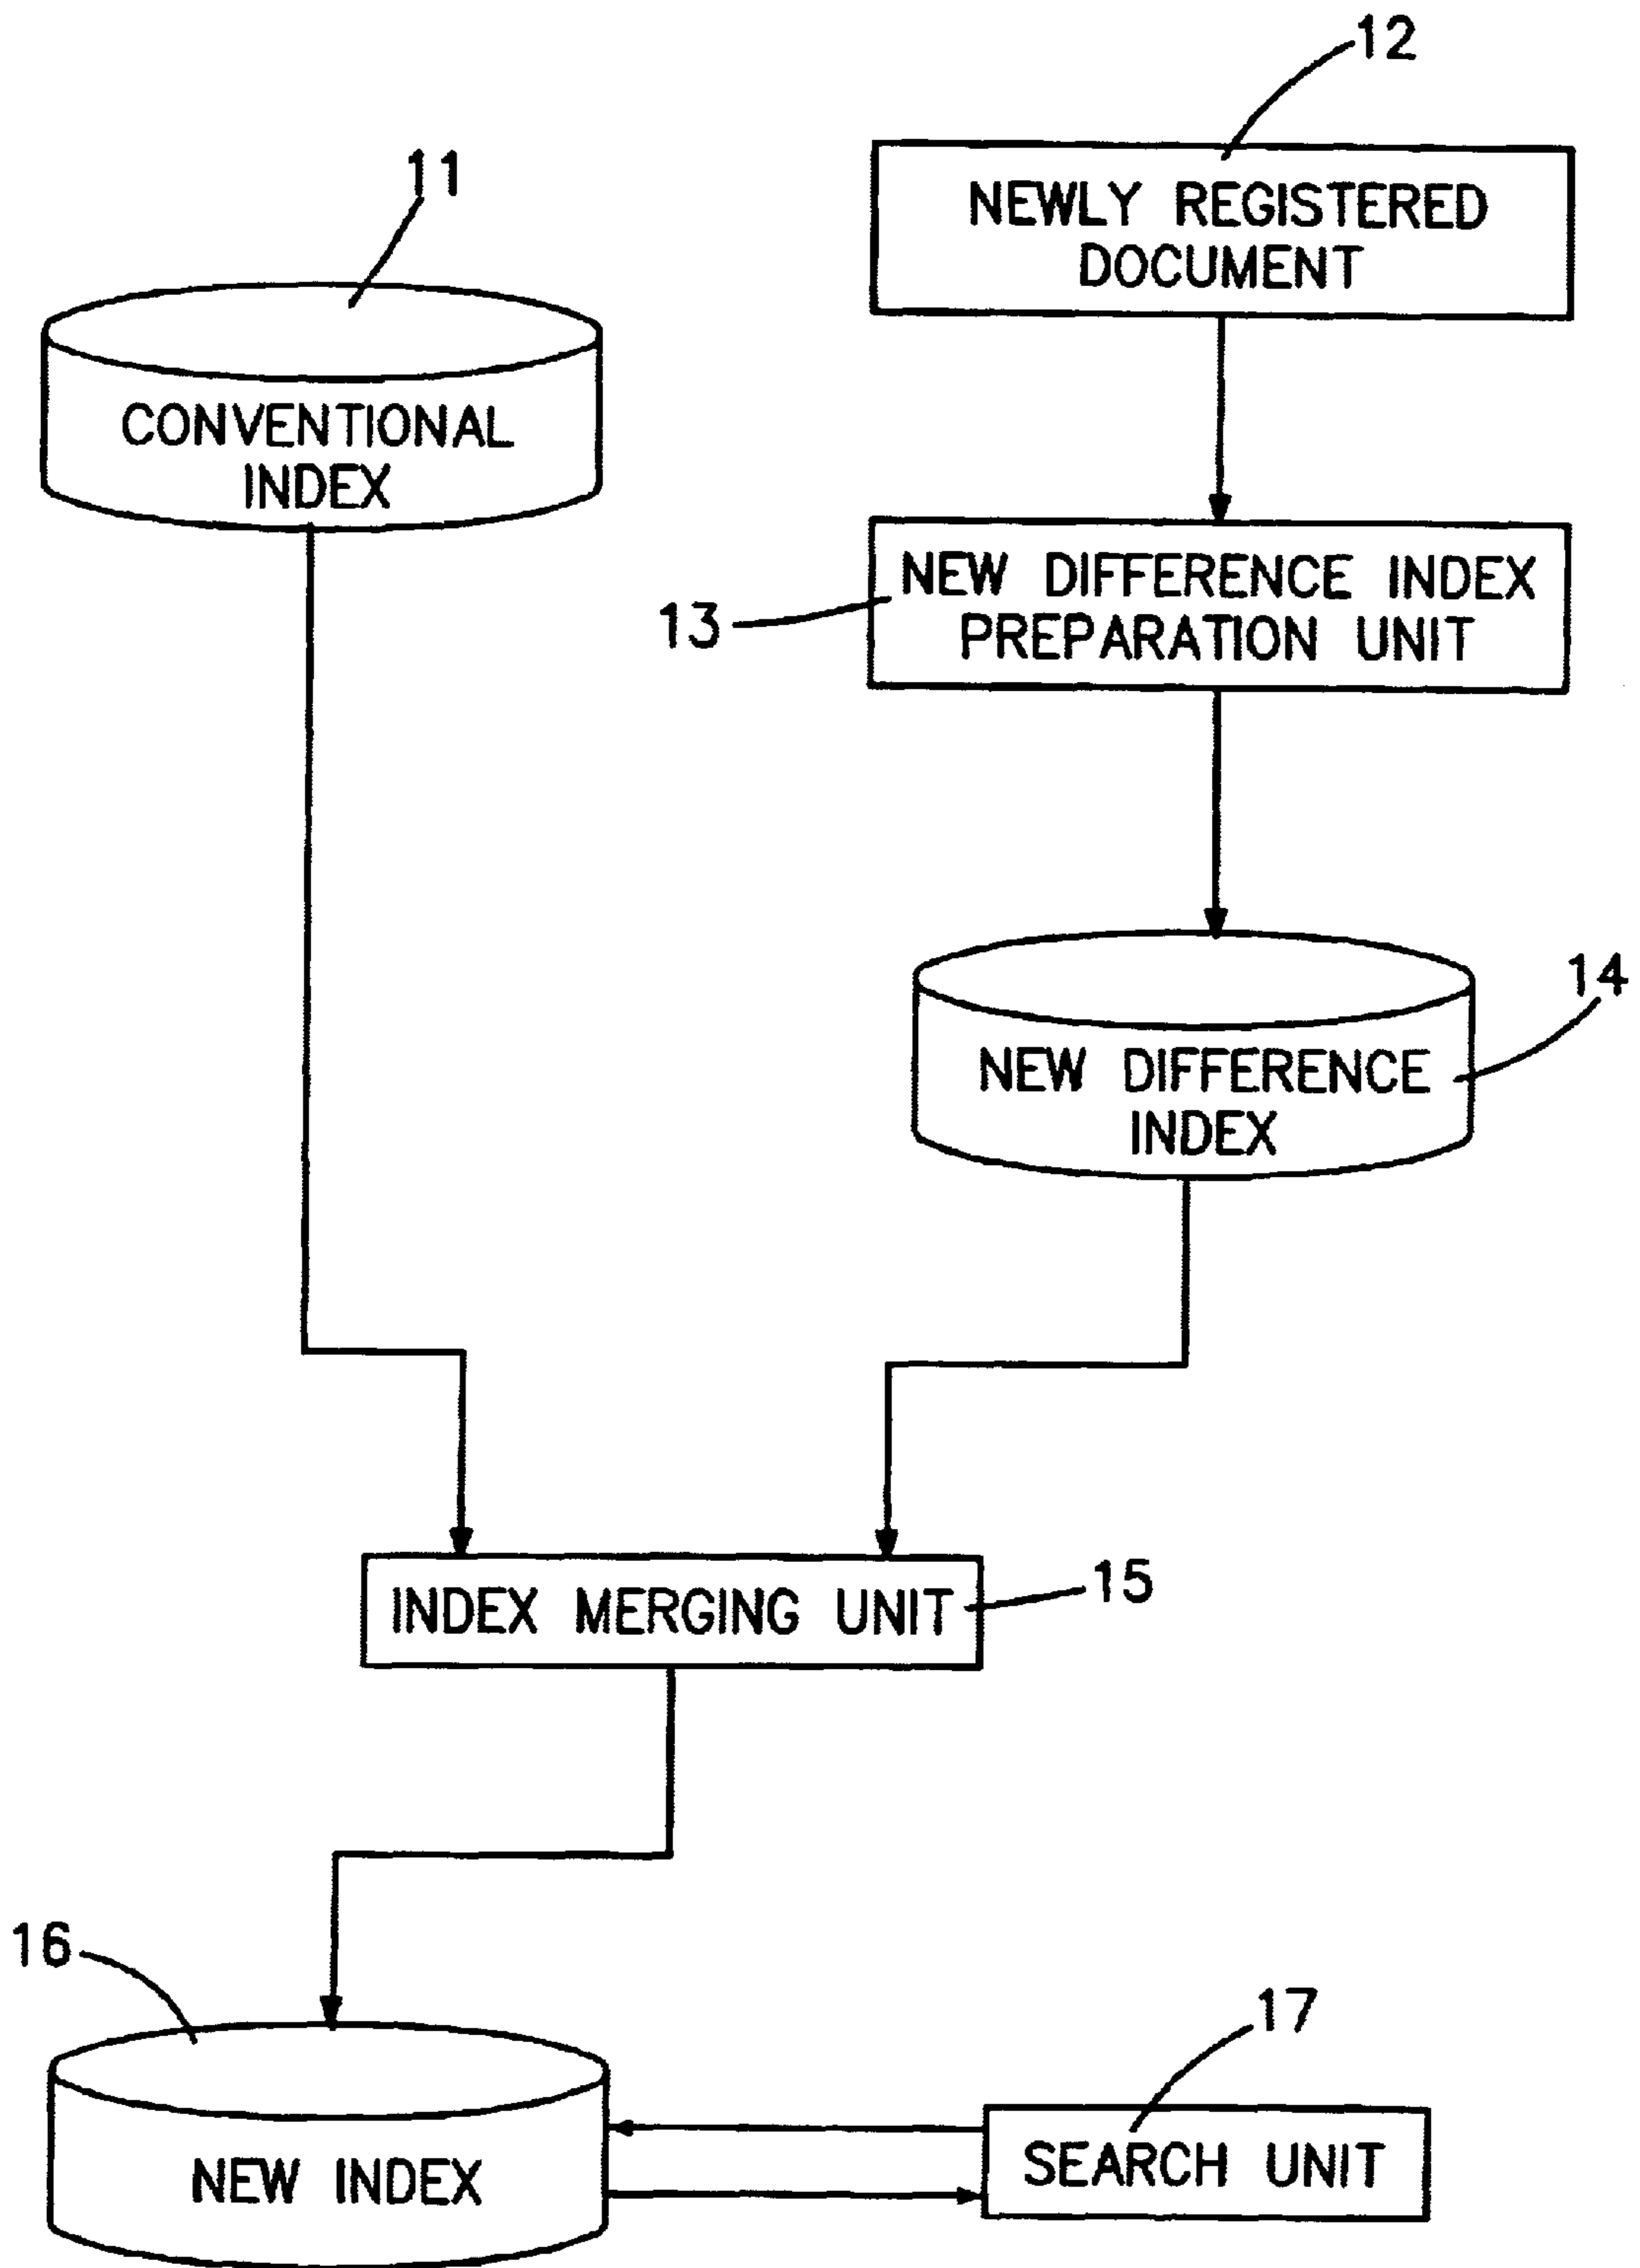 12
NEWLY REGISTERED
DOCUMENT
11
CONVENTIONAL
INDEX
13
NEW DIFFERENCE INDEX
PREPARATION UNIT
14
NEW DIFFERENCE
INDEX
INDEX MERGING UNIT
15
16
NEW INDEX
17
SEARCH UNIT